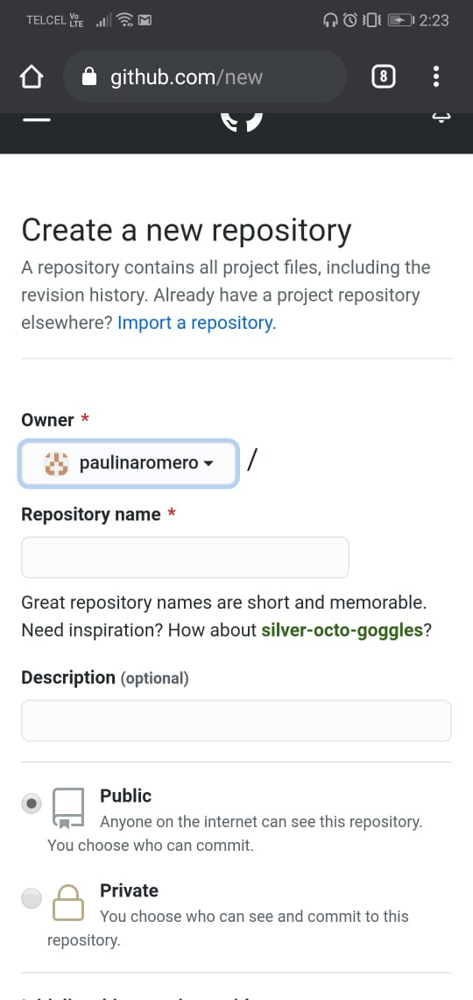 TELCEL Vo LTE 2:23
github.com/new 8
Create a new repository
A repository contains all project files, including the
revision history. Already have a project repository
elsewhere? Import a repository.
Owner *
paulinaromero /
Repository name *
Great repository names are short and memorable.
Need inspiration? How about silver-octo-goggles?
Description (optional)
Public
Anyone on the internet can see this repository.
You choose who can commit.
Private
You choose who can see and commit to this
repository.